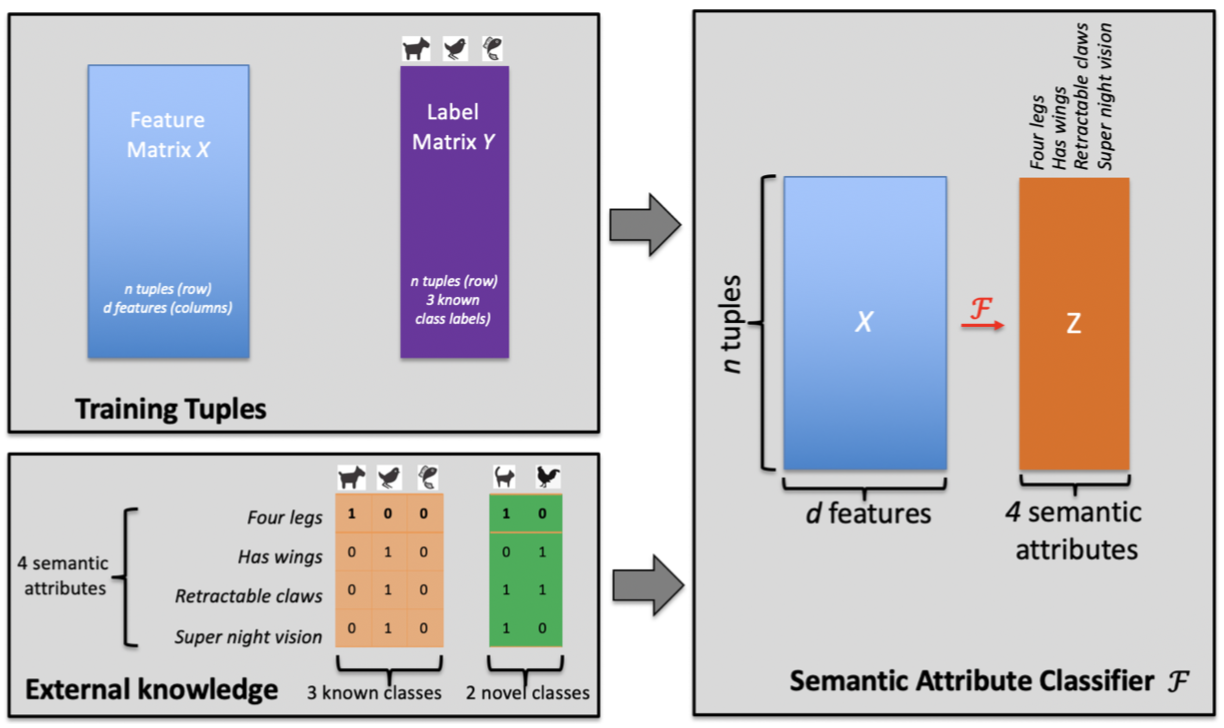 Feature
Matrix X
n tuples (row)
d features (columns)
Label
Matrix Y
n tuples (row)
3 known
class labels)
Training Tuples
4 semantic
attributes
Four legs 1 0 0 1 0
Has wings 0 1 0 0 1
Retractable claws 0 1 0 1 1
Super night vision 0 1 0 1 0
3 known classes
2 novel classes
External knowledge
Four legs
Has wings
Retractable claws
Super night vision
n tuples
X
ℱ
Z
d features
4 semantic
attributes
Semantic Attribute Classifier ℱ